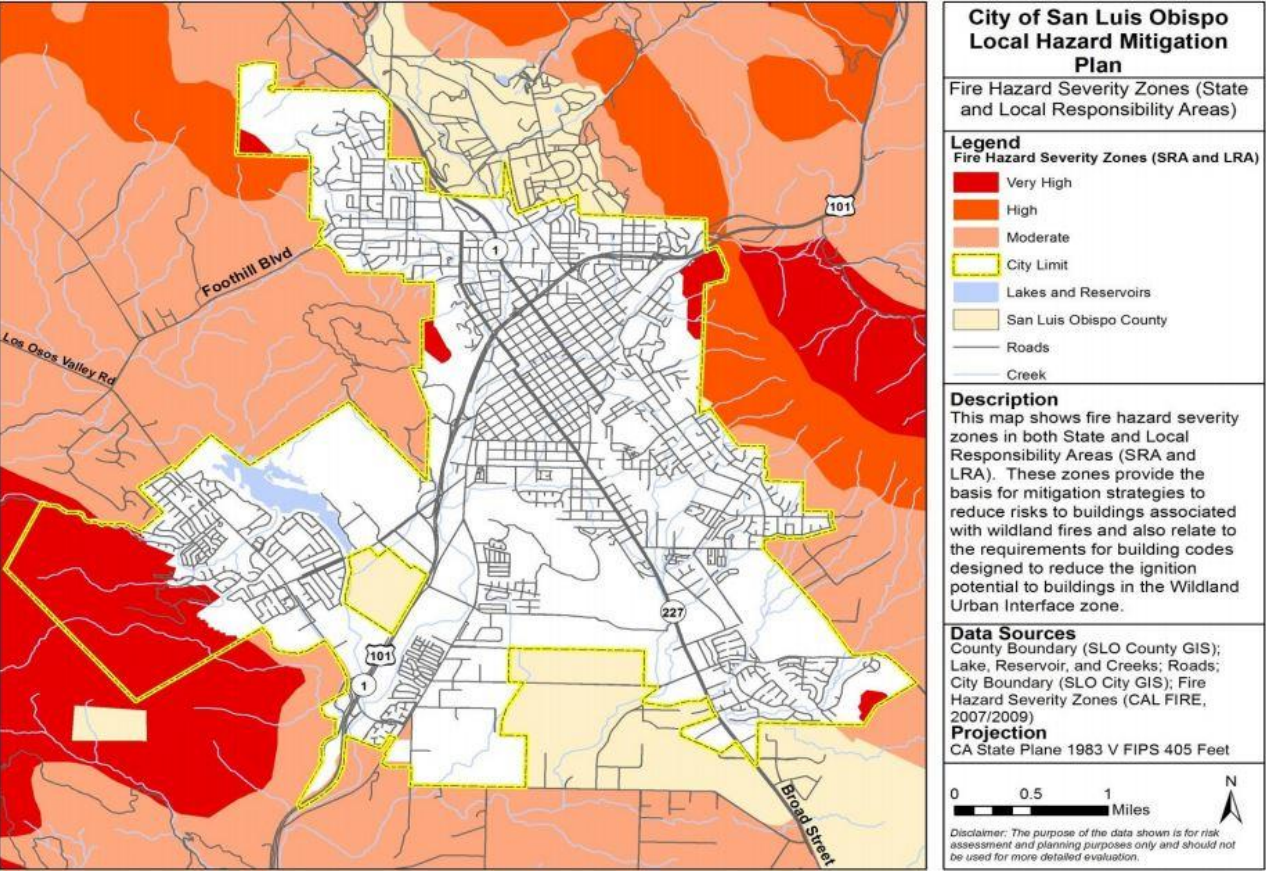 City of San Luis Obispo
Local Hazard Mitigation
Plan
Fire Hazard Severity Zones (State
and Local Responsibility Areas)
Legend
Fire Hazard Severity Zones (SRA and LRA)
Very High
High
Moderate
City Limit
Lakes and Reservoirs
San Luis Obispo County
Roads
Creek
Description
This map shows fire hazard severity
zones in both State and Local
Responsibility Areas (SRA and
LRA). These zones provide the
basis for mitigation strategies to
reduce risks to buildings associated
with wildland fires and also relate to
the requirements for building codes
designed to reduce the ignition
potential to buildings in the Wildland
Urban Interface zone.
Data Sources
County Boundary (SLO County GIS);
Lake, Reservoir, and Creeks; Roads;
City Boundary (SLO City GIS); Fire
Hazard Severity Zones (CAL FIRE,
2007/2009)
Projection
CA State Plane 1983 V FIPS 405 Feet
N
0 0.5 1
Miles
Disclaimer: The purpose of the data shown is for risk
assessment and planning purposes only and should not
be used for more detailed evaluation.
101
1
Foothill Blvd
Los Osos Valley Rd
227
101
1
Broad Street